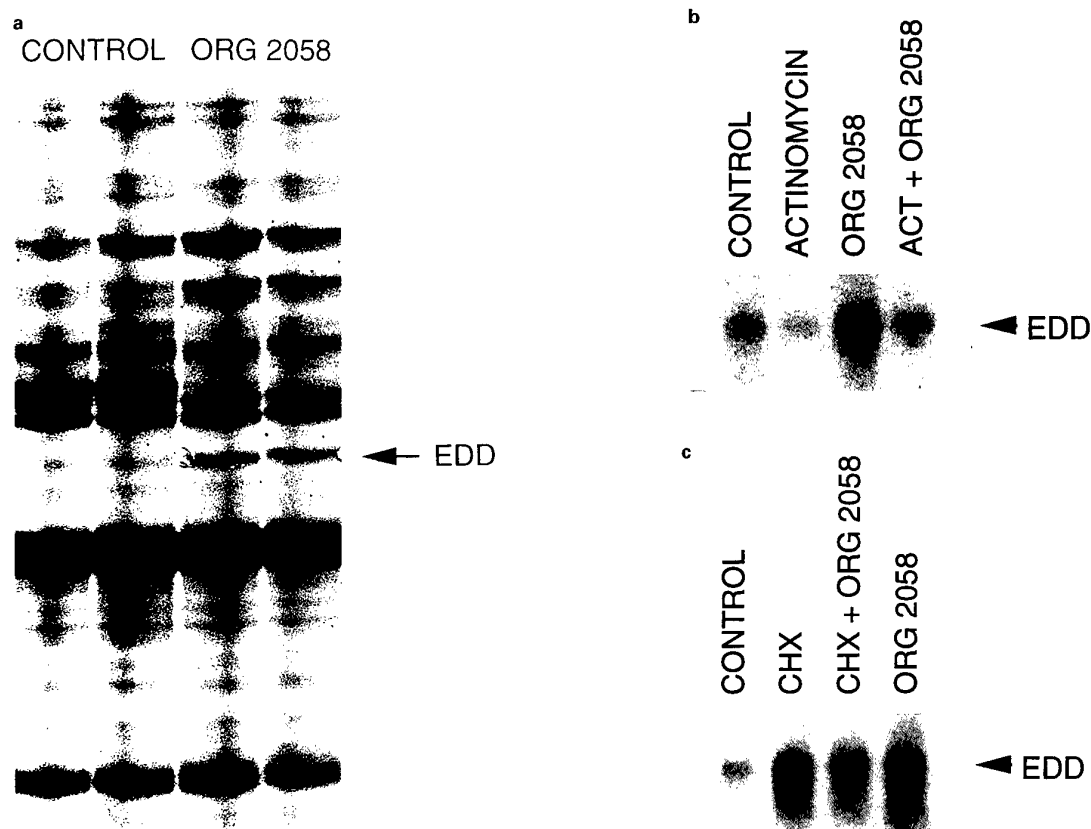 a
CONTROL ORG 2058
EDD
b
CONTROL
ACTINOMYCIN
ORG 2058
ACT + ORG 2058
EDD
c
CONTROL
CHX
CHX + ORG 2058
ORG 2058
EDD